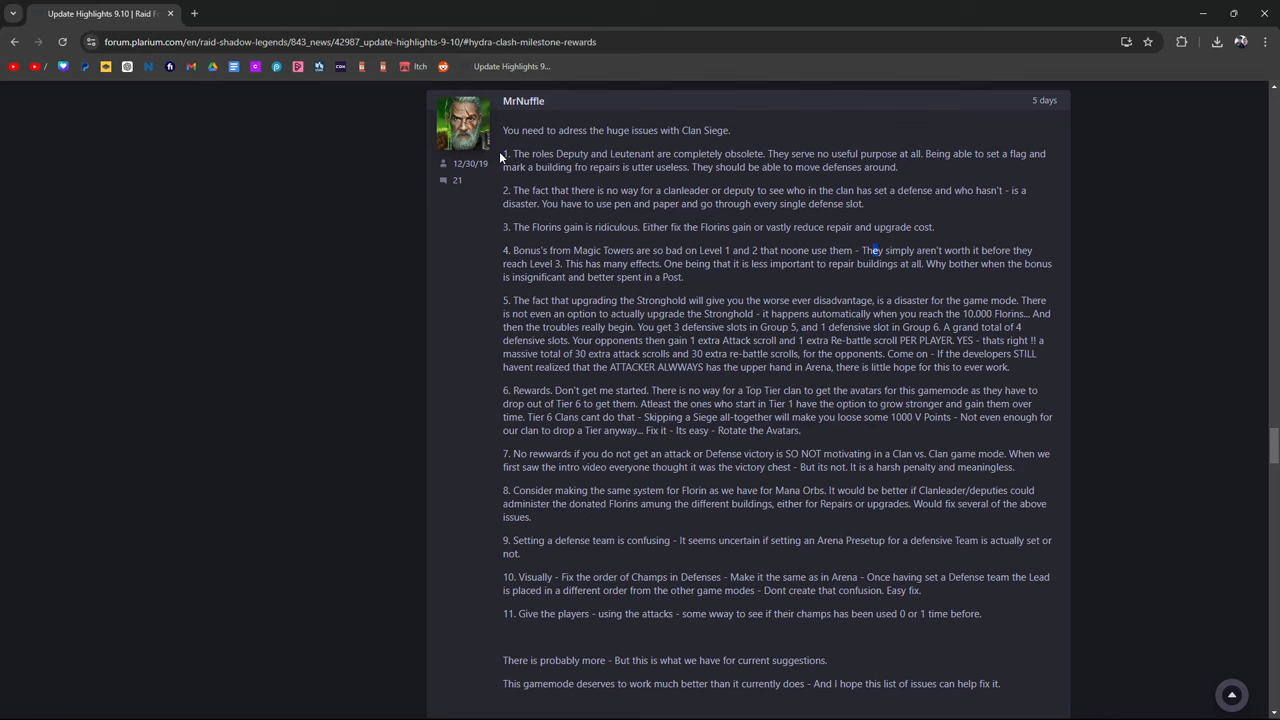 Update Highlights 9.10 | Raid F
forum.plarium.com/en/raid-shadow-legends/843_news/42987_update-highlights-9-10/#hydra-clash-milestone-rewards
/
Itch
Update Highlights 9...
MrNuffle
5 days
12/30/19
21
You need to adress the huge issues with Clan Siege.
1. The roles Deputy and Leutenant are completely obsolete. They serve no useful purpose at all. Being able to set a flag and
mark a building fro repairs is utter useless. They should be able to move defenses around.
2. The fact that there is no way for a clanleader or deputy to see who in the clan has set a defense and who hasn't - is a
disaster. You have to use pen and paper and go through every single defense slot.
3. The Florins gain is ridiculous. Either fix the Florins gain or vastly reduce repair and upgrade cost.
4. Bonus's from Magic Towers are so bad on Level 1 and 2 that noone use them - They simply aren't worth it before they
reach Level 3. This has many effects. One being that it is less important to repair buildings at all. Why bother when the bonus
is insignificant and better spent in a Post.
5. The fact that upgrading the Stronghold will give you the worse ever disadvantage, is a disaster for the game mode. There
is not even an option to actually upgrade the Stronghold - it happens automatically when you reach the 10.000 Florins... And
then the troubles really begin. You get 3 defensive slots in Group 5, and 1 defensive slot in Group 6. A grand total of 4
defensive slots. Your opponents then gain 1 extra Attack scroll and 1 extra Re-battle scroll PER PLAYER. YES - thats right !! a
massive total of 30 extra attack scrolls and 30 extra re-battle scrolls, for the opponents. Come on - If the developers STILL
havent realized that the ATTACKER ALWWAYS has the upper hand in Arena, there is little hope for this to ever work.
6. Rewards. Don't get me started. There is no way for a Top Tier clan to get the avatars for this gamemode as they have to
drop out of Tier 6 to get them. Atleast the ones who start in Tier 1 have the option to grow stronger and gain them over
time. Tier 6 Clans cant do that - Skipping a Siege all-together will make you loose some 1000 V Points - Not even enough for
our clan to drop a Tier anyway... Fix it - Its easy - Rotate the Avatars.
7. No rewwards if you do not get an attack or Defense victory is SO NOT motivating in a Clan vs. Clan game mode. When we
first saw the intro video everyone thought it was the victory chest - But its not. It is a harsh penalty and meaningless.
8. Consider making the same system for Florin as we have for Mana Orbs. It would be better if Clanleader/deputies could
administer the donated Florins amung the different buildings, either for Repairs or upgrades. Would fix several of the above
issues.
9. Setting a defense team is confusing - It seems uncertain if setting an Arena Presetup for a defensive Team is actually set or
not.
10. Visually - Fix the order of Champs in Defenses - Make it the same as in Arena - Once having set a Defense team the Lead
is placed in a different order from the other game modes - Dont create that confusion. Easy fix.
11. Give the players - using the attacks - some wway to see if their champs has been used 0 or 1 time before.
There is probably more - But this is what we have for current suggestions.
This gamemode deserves to work much better than it currently does - And I hope this list of issues can help fix it.